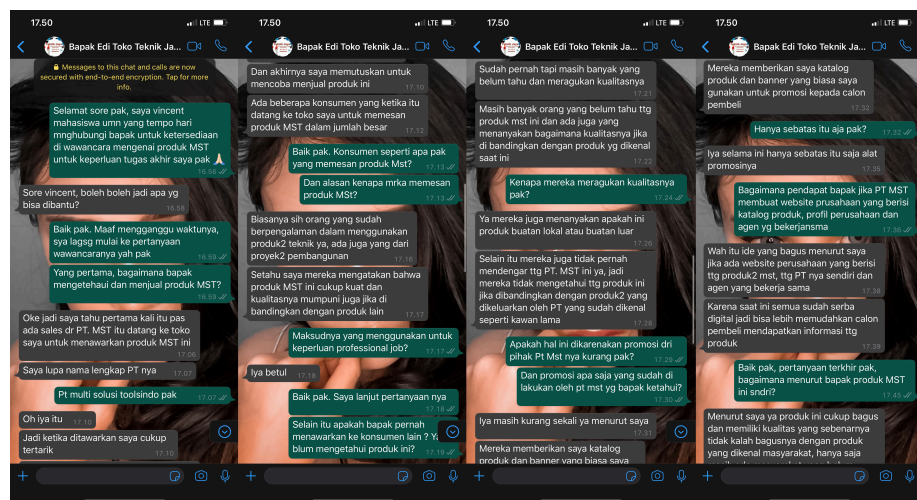 17.50
LTE
Bapak Edi Toko Teknik Ja...
Messages to this chat and calls are now
secured with end-to-end encryption. Tap for more
info.
Selamat sore pak, saya vincent
mahasiswa umn yang tempo hari
mnghubungi bapak untuk ketersediaan
di wawancara mengenai produk MST
untuk keperluan tugas akhir saya pak 🙏
16.58
Sore vincent, boleh boleh jadi apa yg
bisa dibantu?
16.58
Baik pak. Maaf mengganggu waktunya,
sya lagsg mulai ke pertanyaan
wawancaranya yah pak
16.59
Yang pertama, bagaimana bapak
mengetehaui dan menjual produk MST?
16.59
Oke jadi saya tahu pertama kali itu pas
ada sales dr PT. MST itu datang ke toko
saya untuk menawarkan produk MST ini
17.06
Saya lupa nama lengkap PT nya
17.07
Pt multi solusi toolsindo pak
17.07
Oh iya itu
17.10
Jadi ketika ditawarkan saya cukup
tertarik
17.10
17.50
LTE
Bapak Edi Toko Teknik Ja...
Dan akhirnya saya memutuskan untuk
mencoba menjual produk ini
17.10
Ada beberapa konsumen yang ketika itu
datang ke toko saya untuk memesan
produk MST dalam jumlah besar
17.12
Baik pak. Konsumen seperti apa pak
yang memesan produk Mst?
17.13
Dan alasan kenapa mrka memesan
produk MSt?
17.13
Biasanya sih orang yang sudah
berpengalaman dalam menggunakan
produk2 teknik ya, ada juga yang dari
proyek2 pembangunan
17.16
Setahu saya mereka mengatakan bahwa
produk MST ini cukup kuat dan
kualitasnya mumpuni juga jika di
bandingkan dengan produk lain
17.17
Maksudnya yang menggunakan untuk
keperluan professional job?
17.17
Iya betul
17.18
Baik pak. Saya lanjut pertanyaan nya
17.18
Selain itu apakah bapak pernah
menawarkan ke konsumen lain ? Y
blum mengetahui produk ini?
17.19
17.50
LTE
Bapak Edi Toko Teknik Ja...
Sudah pernah tapi masih banyak yang
belum tahu dan meragukan kualitasnya
17.21
Masih banyak orang yang belum tahu ttg
produk mst ini dan ada juga yang
menanyakan bagaimana kualitasnya jika
di bandingkan dengan produk yg dikenal
saat ini
17.22
Kenapa mereka meragukan kualitasnya
pak?
17.24
Ya mereka juga menanyakan apakah ini
produk buatan lokal atau buatan luar
17.26
Selain itu mereka juga tidak pernah
mendengar ttg PT. MST ini ya, jadi
mereka tidak mengetahui ttg produk ini
jika dibandingkan dengan produk2 yang
dikeluarkan oleh PT yang sudah dikenal
seperti kawan lama
17.28
Apakah hal ini dikarenakan promosi dri
pihak Pt Mst nya kurang pak?
17.29
Dan promosi apa saja yang sudah di
lakukan oleh pt mst yg bapak ketahui?
17.30
Iya masih kurang sekali ya menurut saya
17.31
Mereka memberikan saya katalog
produk dan banner yang biasa saya
17.50
LTE
Bapak Edi Toko Teknik Ja...
Mereka memberikan saya katalog
produk dan banner yang biasa saya
gunakan untuk promosi kepada calon
pembeli
17.32
Hanya sebatas itu aja pak?
17.32
Iya selama ini hanya sebatas itu saja alat
promosinya
17.35
Bagaimana pendapat bapak jika PT MST
membuat website prusahaan yang berisi
katalog produk, profil perusahaan dan
agen yg bekerjansma
17.36
Wah itu ide yang bagus menurut saya
jika ada website perusahaan yang berisi
ttg produk2 mst, ttg PT nya sendiri dan
agen yang bekerja sama
17.38
Karena saat ini semua sudah serba
digital jadi bisa lebih memudahkan calon
pembeli mendapatkan informasi ttg
produk
17.39
Baik pak, pertanyaan terkhir pak,
bagaimana menurut bapak produk MST
ini sndri?
17.45
Menurut saya ya produk ini cukup bagus
dan memiliki kualitas yang sebenarnya
tidak kalah bagusnya dengan produk
yang dikenal masyarakat, hanya saja